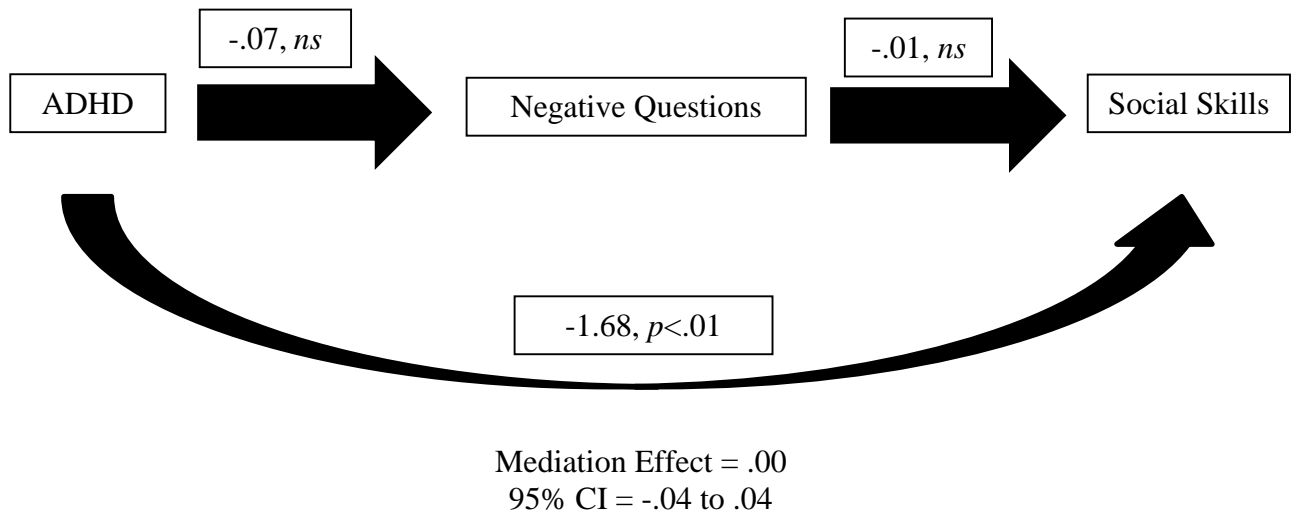 -.07, ns
-.01, ns
ADHD
Negative Questions
Social Skills
-1.68, p<.01
Mediation Effect = .00
95% CI = -.04 to .04